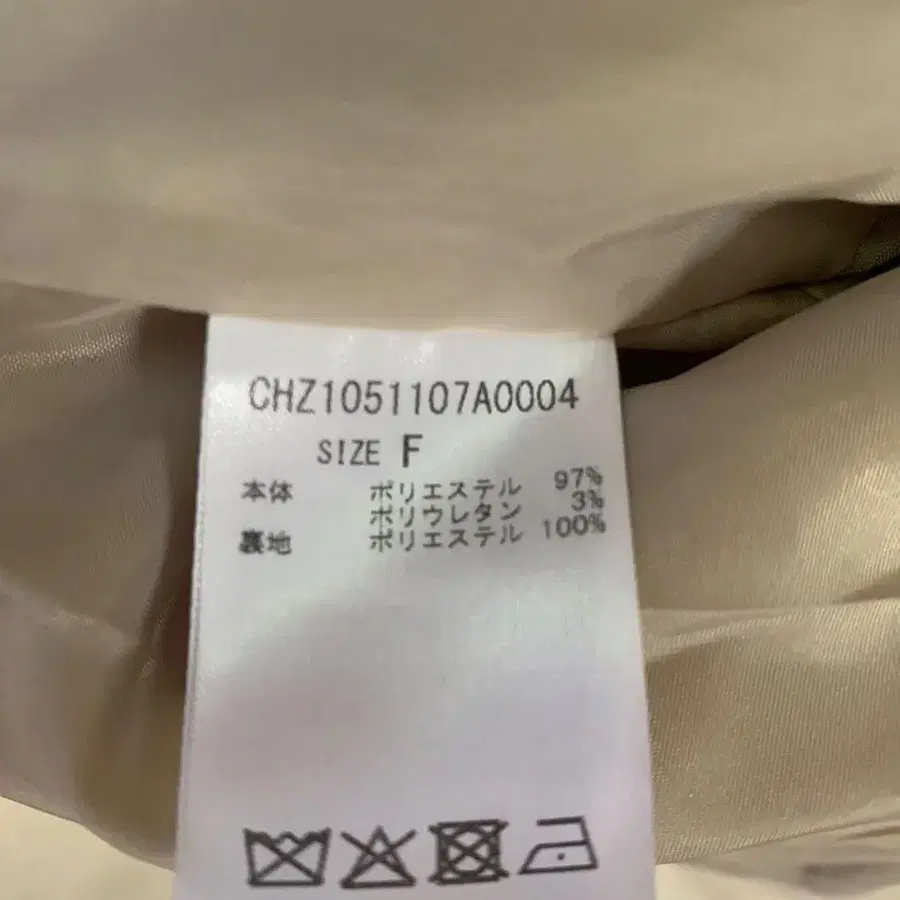 CHZ1051107A0004
SIZE F
本体 ポリエステル 97%
ポリウレタン 3%
裏地 ポリエステル 100%